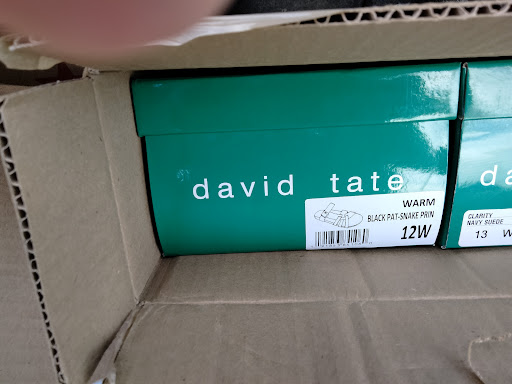 david tate
WARM
BLACK PAT-SNAKE PRIN
12W
da
CLARITY
NAVY SUEDE
13 W